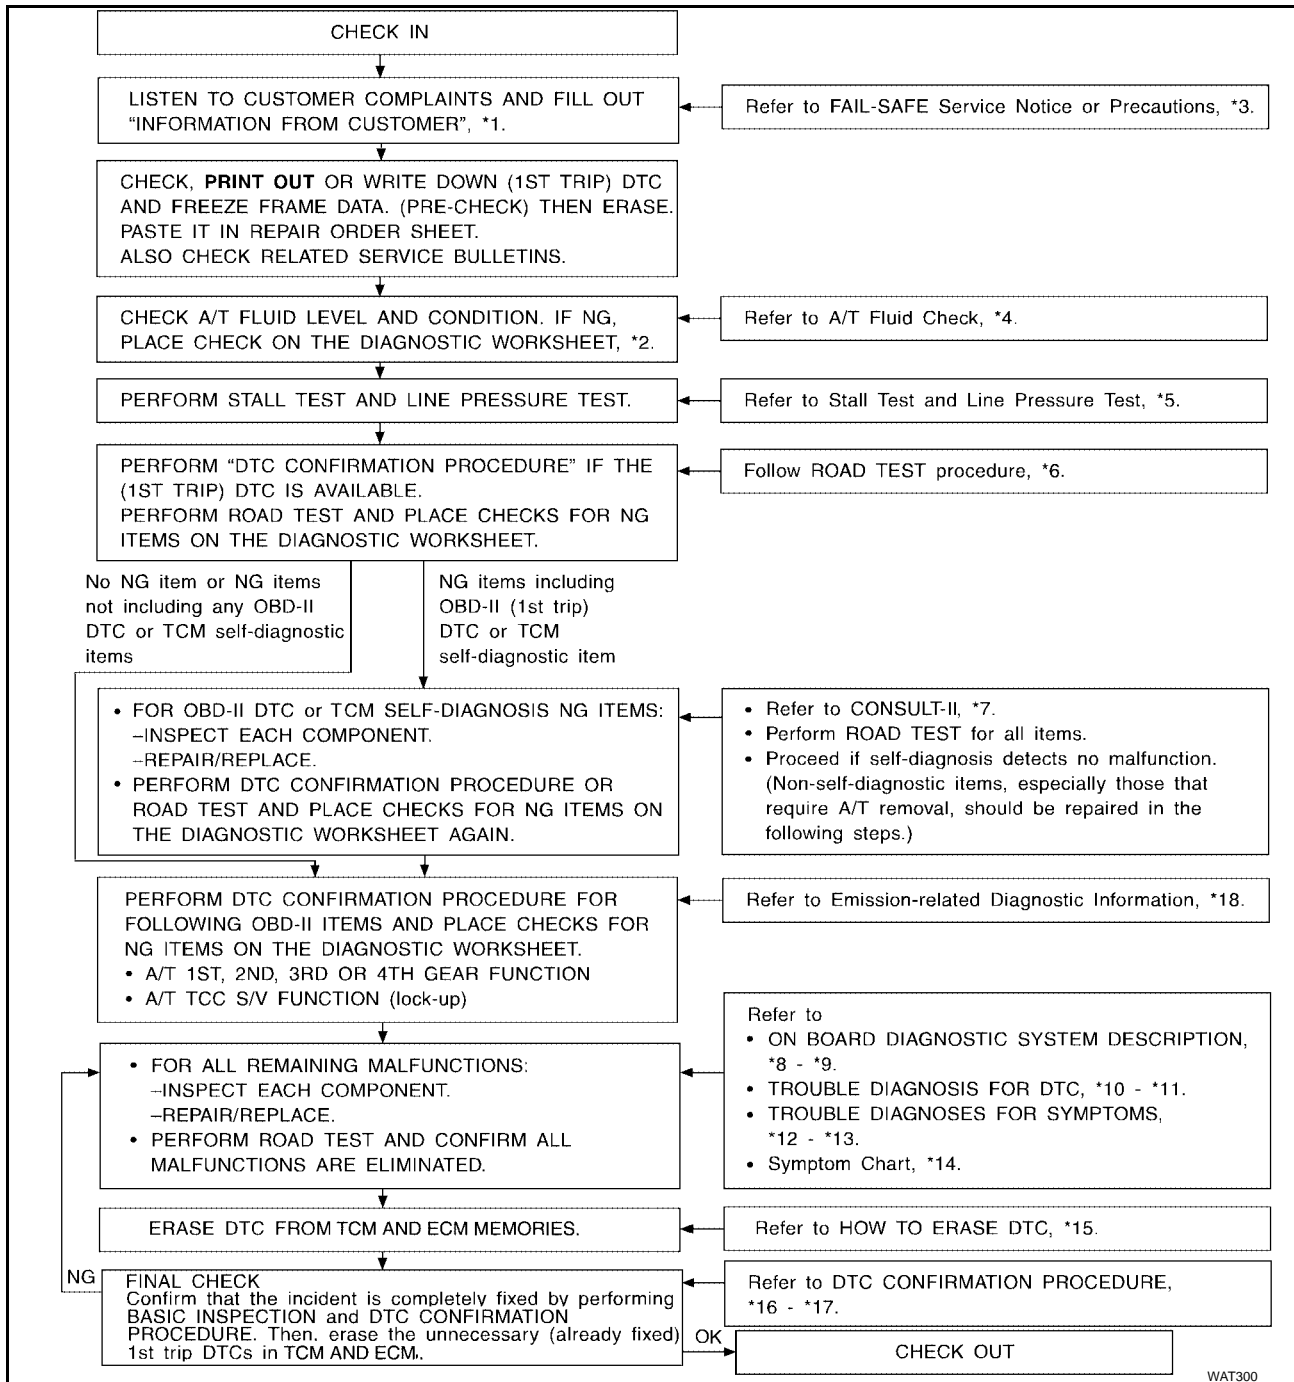 CHECK IN
LISTEN TO CUSTOMER COMPLAINTS AND FILL OUT
“INFORMATION FROM CUSTOMER”, *1.
Refer to FAIL-SAFE Service Notice or Precautions, *3.
CHECK, PRINT OUT OR WRITE DOWN (1ST TRIP) DTC
AND FREEZE FRAME DATA. (PRE-CHECK) THEN ERASE.
PASTE IT IN REPAIR ORDER SHEET.
ALSO CHECK RELATED SERVICE BULLETINS.
CHECK A/T FLUID LEVEL AND CONDITION. IF NG,
PLACE CHECK ON THE DIAGNOSTIC WORKSHEET, *2.
Refer to A/T Fluid Check, *4.
PERFORM STALL TEST AND LINE PRESSURE TEST.
Refer to Stall Test and Line Pressure Test, *5.
PERFORM “DTC CONFIRMATION PROCEDURE” IF THE
(1ST TRIP) DTC IS AVAILABLE.
PERFORM ROAD TEST AND PLACE CHECKS FOR NG
ITEMS ON THE DIAGNOSTIC WORKSHEET.
Follow ROAD TEST procedure, *6.
No NG item or NG items
not including any OBD-II
DTC or TCM self-diagnostic
items
NG items including
OBD-II (1st trip)
DTC or TCM
self-diagnostic item
• FOR OBD-II DTC or TCM SELF-DIAGNOSIS NG ITEMS:
–INSPECT EACH COMPONENT.
–REPAIR/REPLACE.
• PERFORM DTC CONFIRMATION PROCEDURE OR
ROAD TEST AND PLACE CHECKS FOR NG ITEMS ON
THE DIAGNOSTIC WORKSHEET AGAIN.
• Refer to CONSULT-II, *7.
• Perform ROAD TEST for all items.
• Proceed if self-diagnosis detects no malfunction.
(Non-self-diagnostic items, especially those that
require A/T removal, should be repaired in the
following steps.)
PERFORM DTC CONFIRMATION PROCEDURE FOR
FOLLOWING OBD-II ITEMS AND PLACE CHECKS FOR
NG ITEMS ON THE DIAGNOSTIC WORKSHEET.
• A/T 1ST, 2ND, 3RD OR 4TH GEAR FUNCTION
• A/T TCC S/V FUNCTION (lock-up)
Refer to Emission-related Diagnostic Information, *18.
• FOR ALL REMAINING MALFUNCTIONS:
–INSPECT EACH COMPONENT.
–REPAIR/REPLACE.
• PERFORM ROAD TEST AND CONFIRM ALL
MALFUNCTIONS ARE ELIMINATED.
Refer to
• ON BOARD DIAGNOSTIC SYSTEM DESCRIPTION,
*8 - *9.
• TROUBLE DIAGNOSIS FOR DTC, *10 - *11.
• TROUBLE DIAGNOSES FOR SYMPTOMS,
*12 - *13.
• Symptom Chart, *14.
ERASE DTC FROM TCM AND ECM MEMORIES.
Refer to HOW TO ERASE DTC, *15.
NG
FINAL CHECK
Confirm that the incident is completely fixed by performing
BASIC INSPECTION and DTC CONFIRMATION
PROCEDURE. Then, erase the unnecessary (already fixed)
1st trip DTCs in TCM AND ECM.
Refer to DTC CONFIRMATION PROCEDURE,
*16 - *17.
OK
CHECK OUT
WAT300